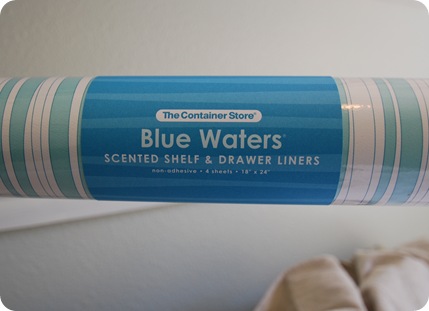 The Container Store®
Blue Waters
SCENTED SHELF & DRAWER LINERS
non-adhesive • 4 sheets • 18" x 24"